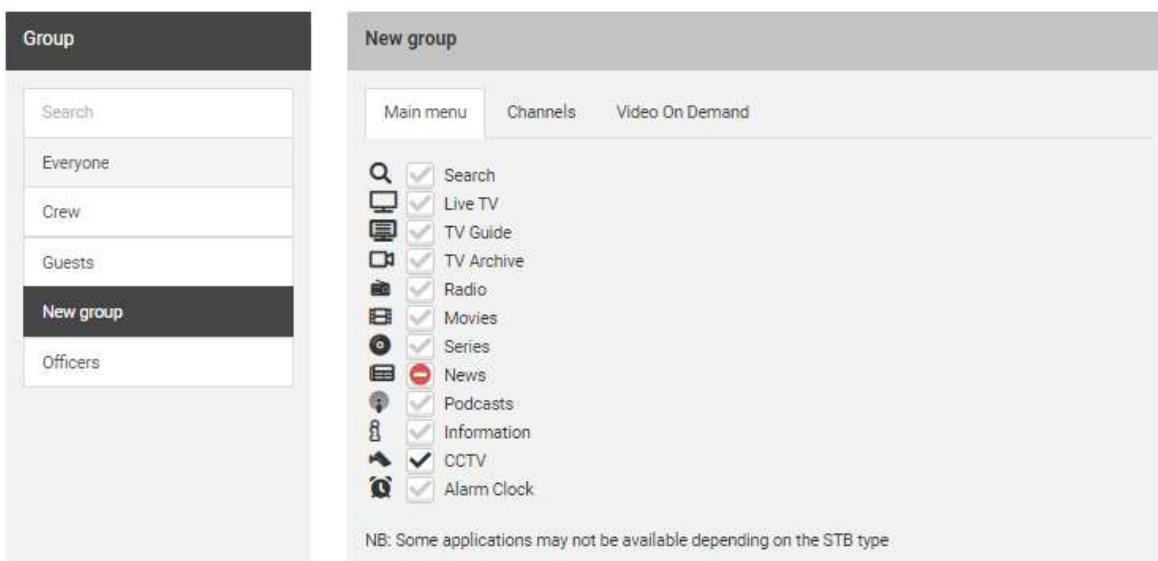 Group
Search
Everyone
Crew
Guests
New group
Officers
New group
Main menu Channels Video On Demand
Search
Live TV
TV Guide
TV Archive
Radio
Movies
Series
News
Podcasts
Information
CCTV
Alarm Clock
NB: Some applications may not be available depending on the STB type